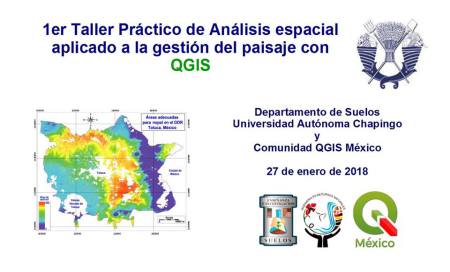 1er Taller Práctico de Análisis espacial
aplicado a la gestión del paisaje con
QGIS
Departamento de Suelos
Universidad Autónoma Chapingo
y
Comunidad QGIS México
27 de enero de 2018
Áreas adecuadas
para nopal en el DDR
Toluca, México
Toluca
SUELOS
México